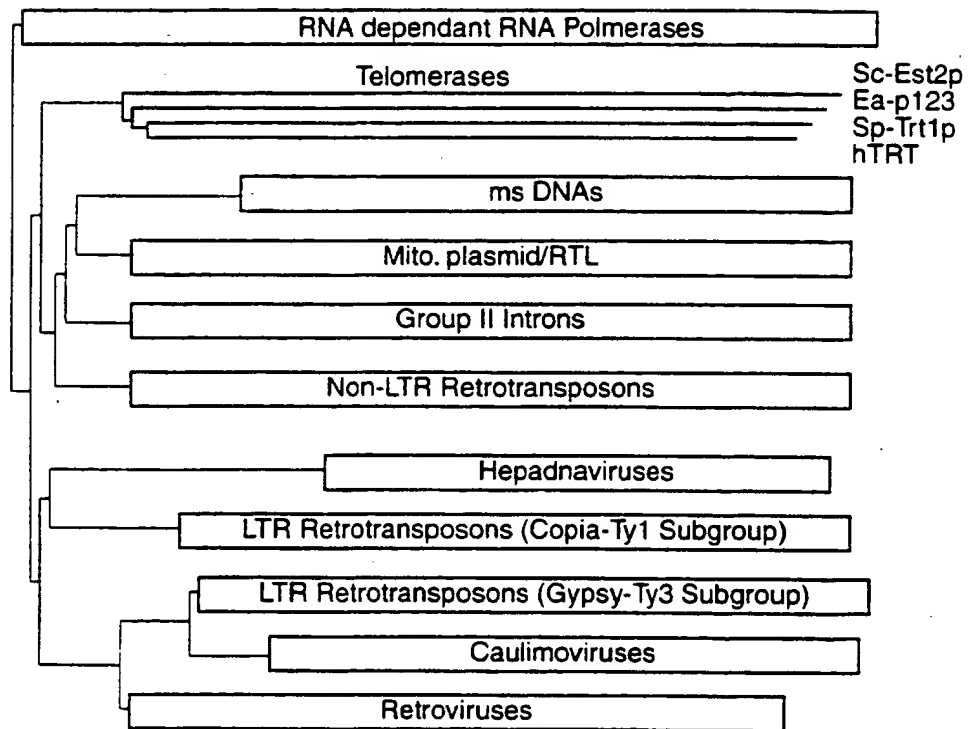 RNA dependant RNA Polmerases
Telomerases
Sc-Est2p
Ea-p123
Sp-Trt1p
hTRT
ms DNAs
Mito. plasmid/RTL
Group II Introns
Non-LTR Retrotransposons
Hepadnaviruses
LTR Retrotransposons (Copia-Ty1 Subgroup)
LTR Retrotransposons (Gypsy-Ty3 Subgroup)
Caulimoviruses
Retroviruses